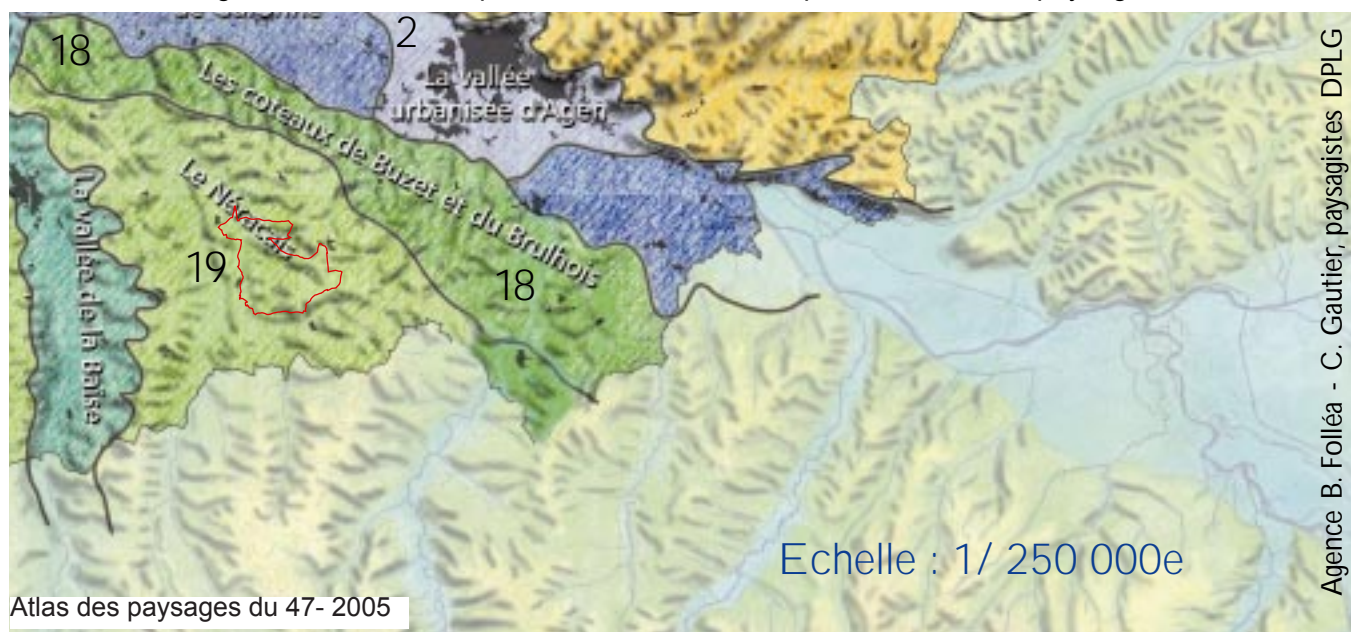 18
2
La vallée
urbanisée d'Agen
Les coteaux de Buzet et du Brulhois
La vallée de la Baïse
Le Néracais
19
18
Echelle : 1/ 250 000e
Atlas des paysages du 47- 2005
Agence B. Folléa - C. Gautier, paysagistes DPLG